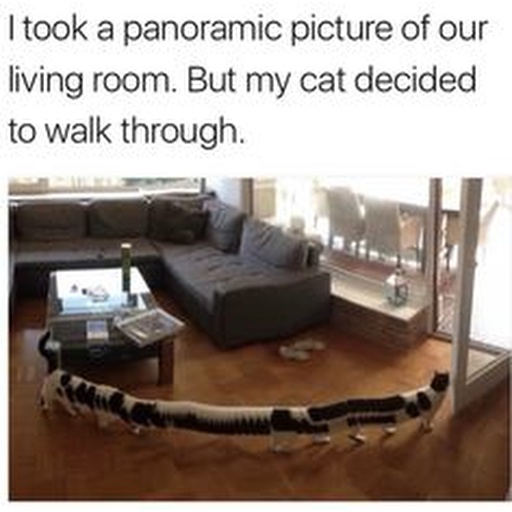 I took a panoramic picture of our
living room. But my cat decided
to walk through.